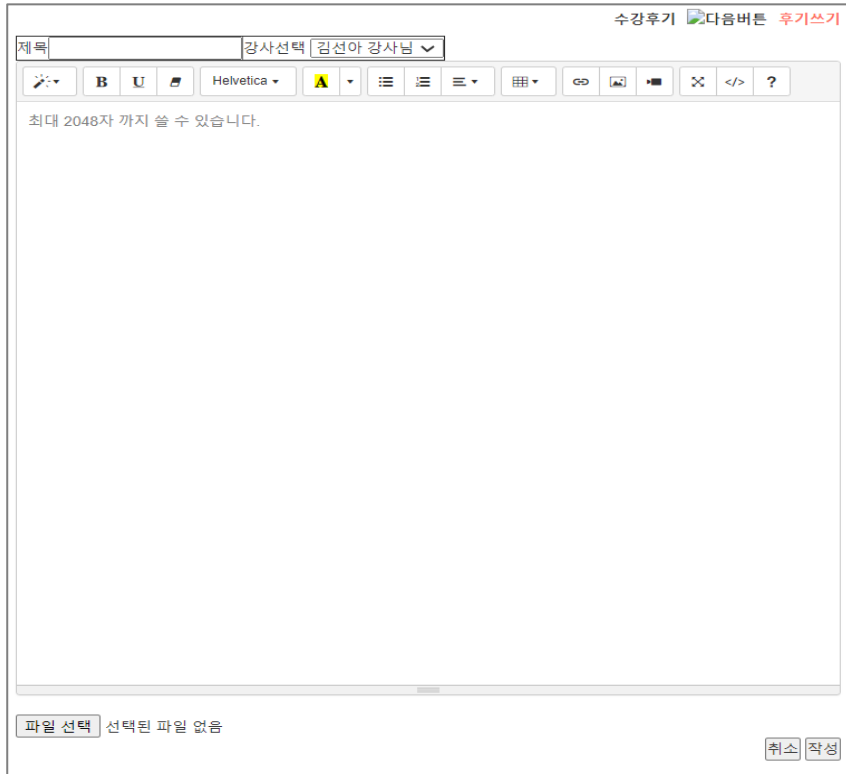 수강후기 다음버튼 후기쓰기
제목 강사선택 김선아 강사님
B U Helvetica A ?
최대 2048자 까지 쓸 수 있습니다.
파일 선택 선택된 파일 없음
취소 작성